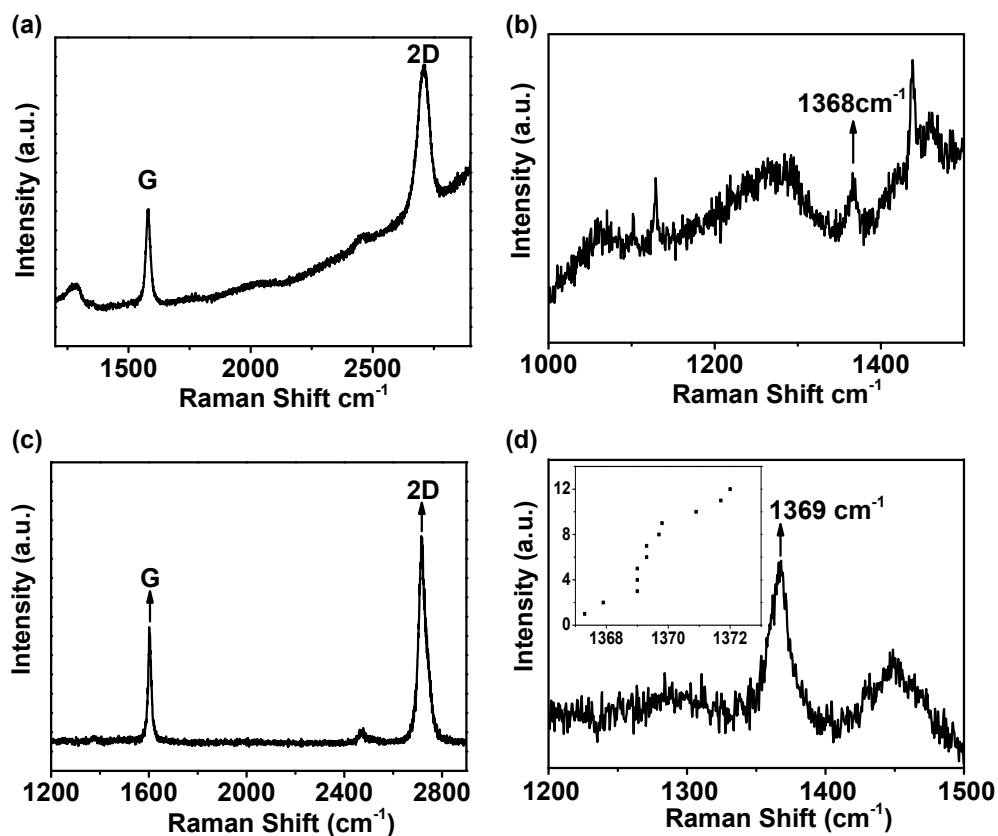 (a)
2D
G
Intensity (a.u.)
1500 2000 2500
Raman Shift cm-1
(b)
1368cm-1
Intensity (a.u.)
1000 1200 1400
Raman Shift cm-1
(c)
2D
G
Intensity (a.u.)
1200 1600 2000 2400 2800
Raman Shift (cm-1)
(d)
1369 cm-1
12
8
4
0
1368 1370 1372
Intensity (a.u.)
1200 1300 1400 1500
Raman Shift (cm-1)